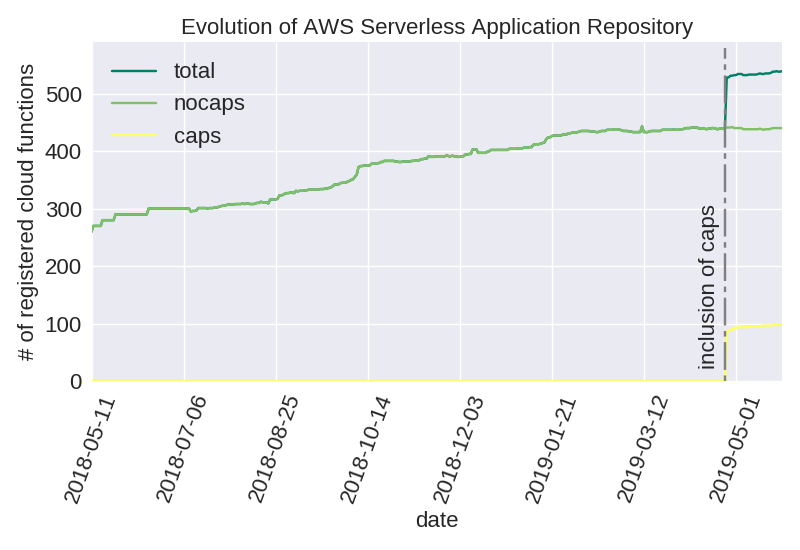 Evolution of AWS Serverless Application Repository
total
nocaps
caps
# of registered cloud functions
500
400
300
200
100
0
inclusion of caps
2018-05-11
2018-07-06
2018-08-25
2018-10-14
2018-12-03
2019-01-21
2019-03-12
2019-05-01
date